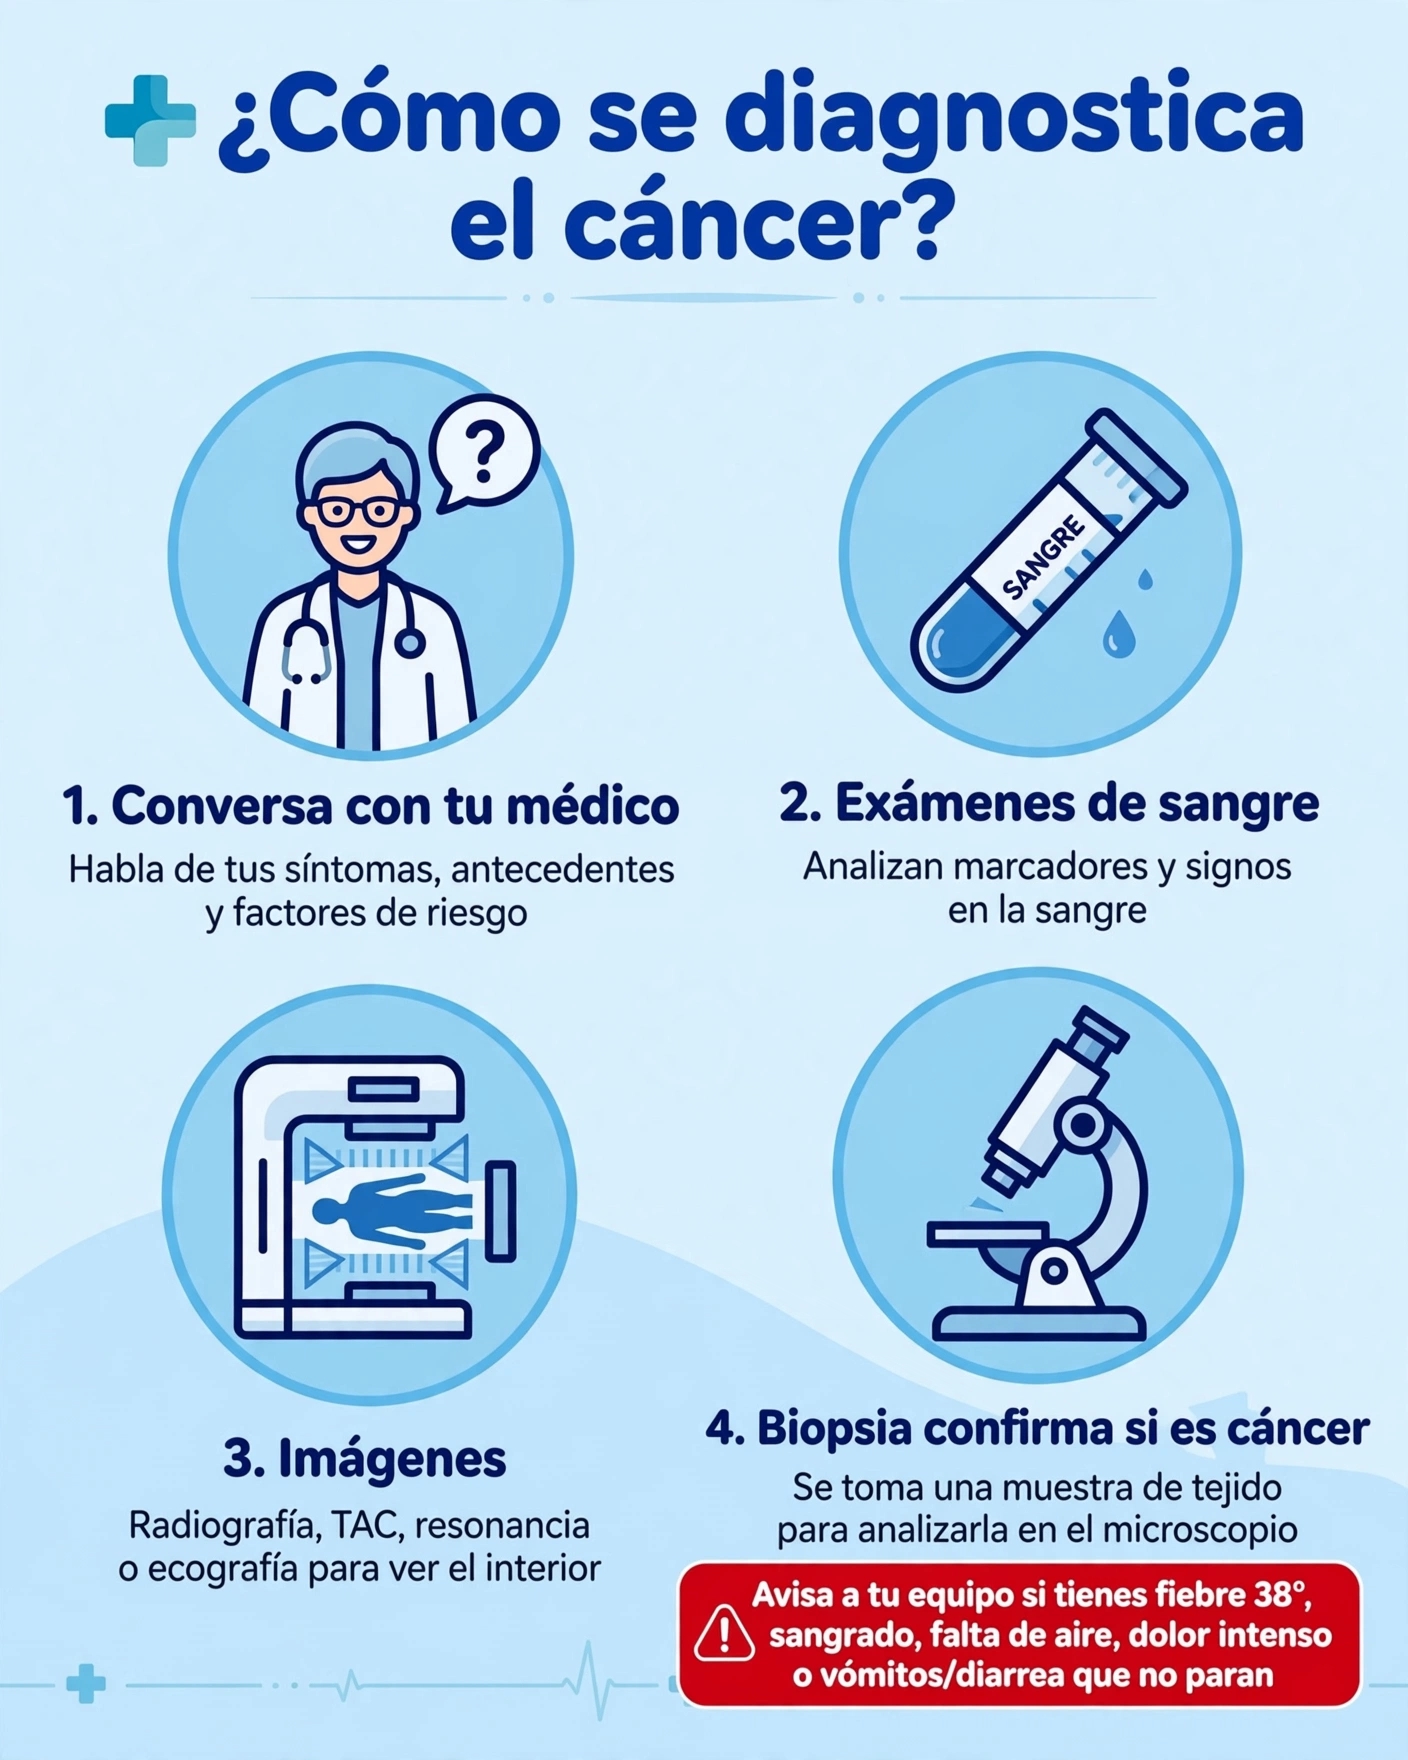 ¿Cómo se diagnostica
el cáncer?
?
SANGRE
1. Conversa con tu médico
Habla de tus síntomas, antecedentes
y factores de riesgo
2. Exámenes de sangre
Analizan marcadores y signos
en la sangre
3. Imágenes
Radiografía, TAC, resonancia
o ecografía para ver el interior
4. Biopsia confirma si es cáncer
Se toma una muestra de tejido
para analizarla en el microscopio
Avisa a tu equipo si tienes fiebre 38°,
sangrado, falta de aire, dolor intenso
o vómitos/diarrea que no paran